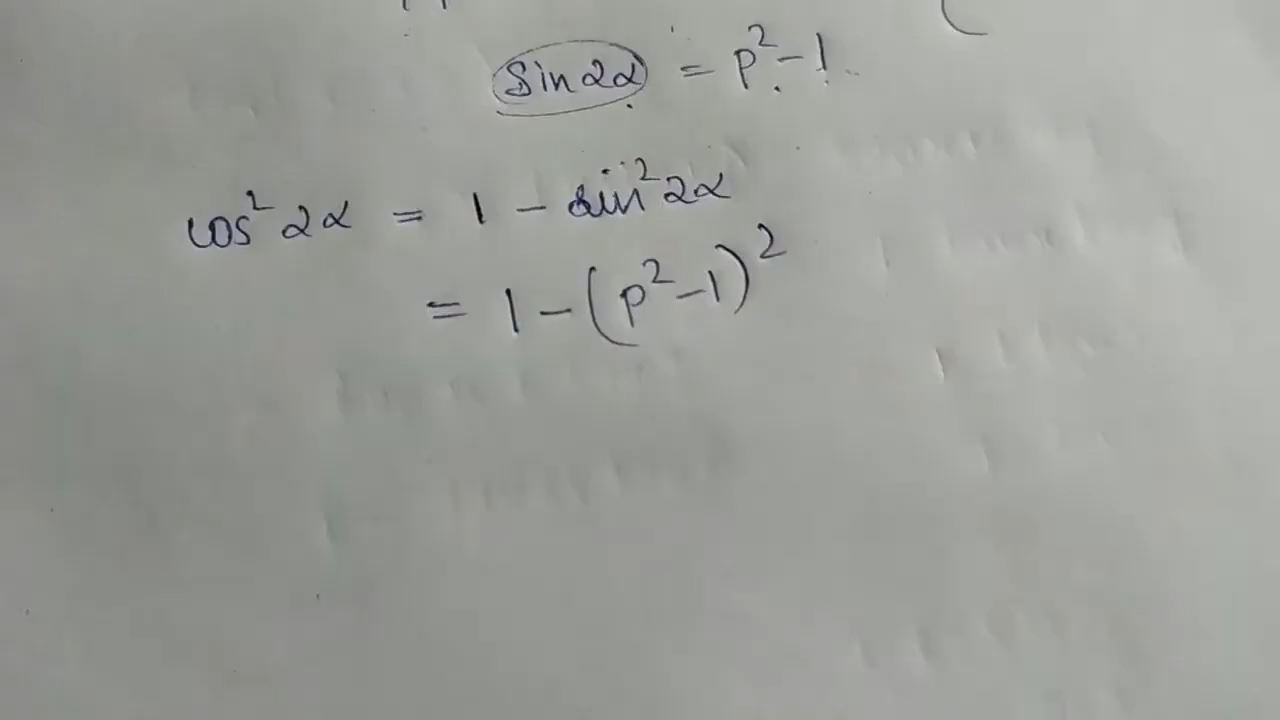 sin2α = p²-1
cos²2α = 1 - sin²2α
= 1-(p²-1)²